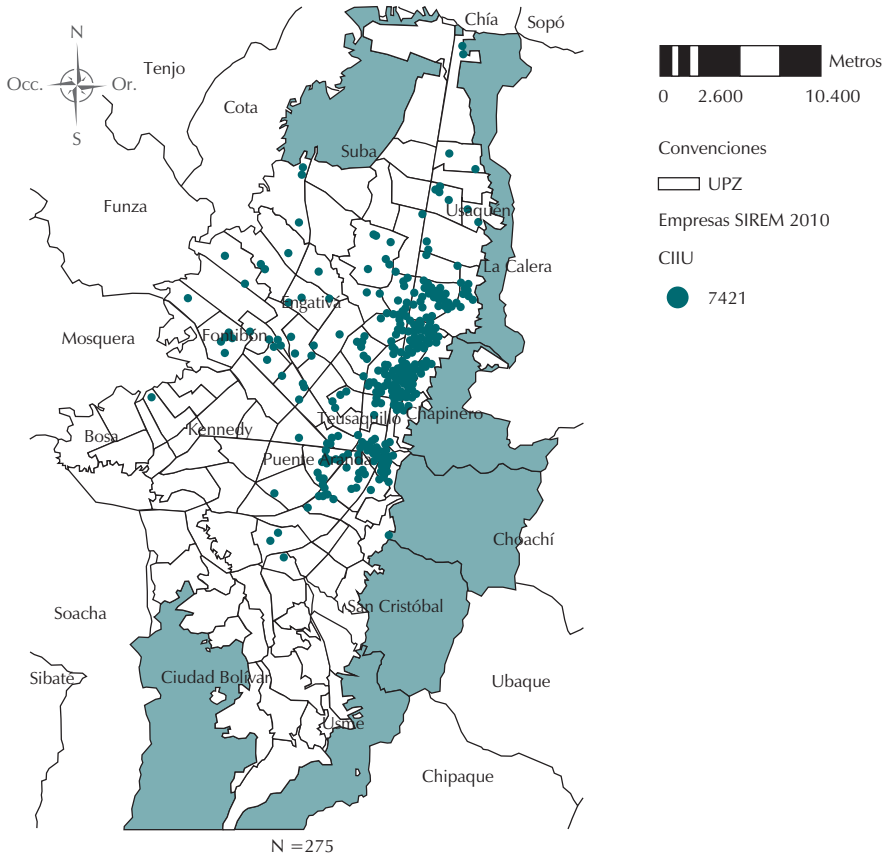 Chía
Sopó
N
Occ.
Or.
S
Tenjo
Cota
Suba
Funza
Usaquén
La Calera
Engativá
Mosquera
Fontibón
Teusaquillo
Chapinero
Bosa
Kennedy
Puente Aranda
Choachí
Soacha
San Cristóbal
Sibate
Ciudad Bolívar
Ubaque
Usme
Chipaque
N =275
Metros
0 2.600 10.400
Convenciones
UPZ
Empresas SIREM 2010
CIIU
7421